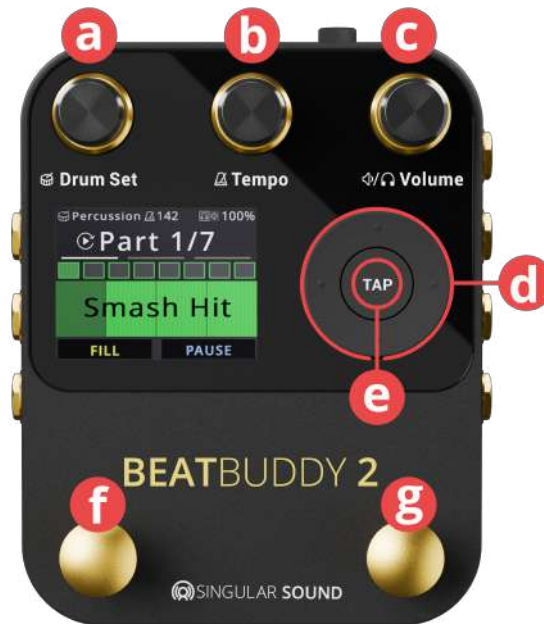 a
b
c
Drum Set
Tempo
Volume
Percussion 142 100%
Part 1/7
Smash Hit
FILL PAUSE
TAP
d
e
BEATBUDDY 2
f
g
SINGULAR SOUND